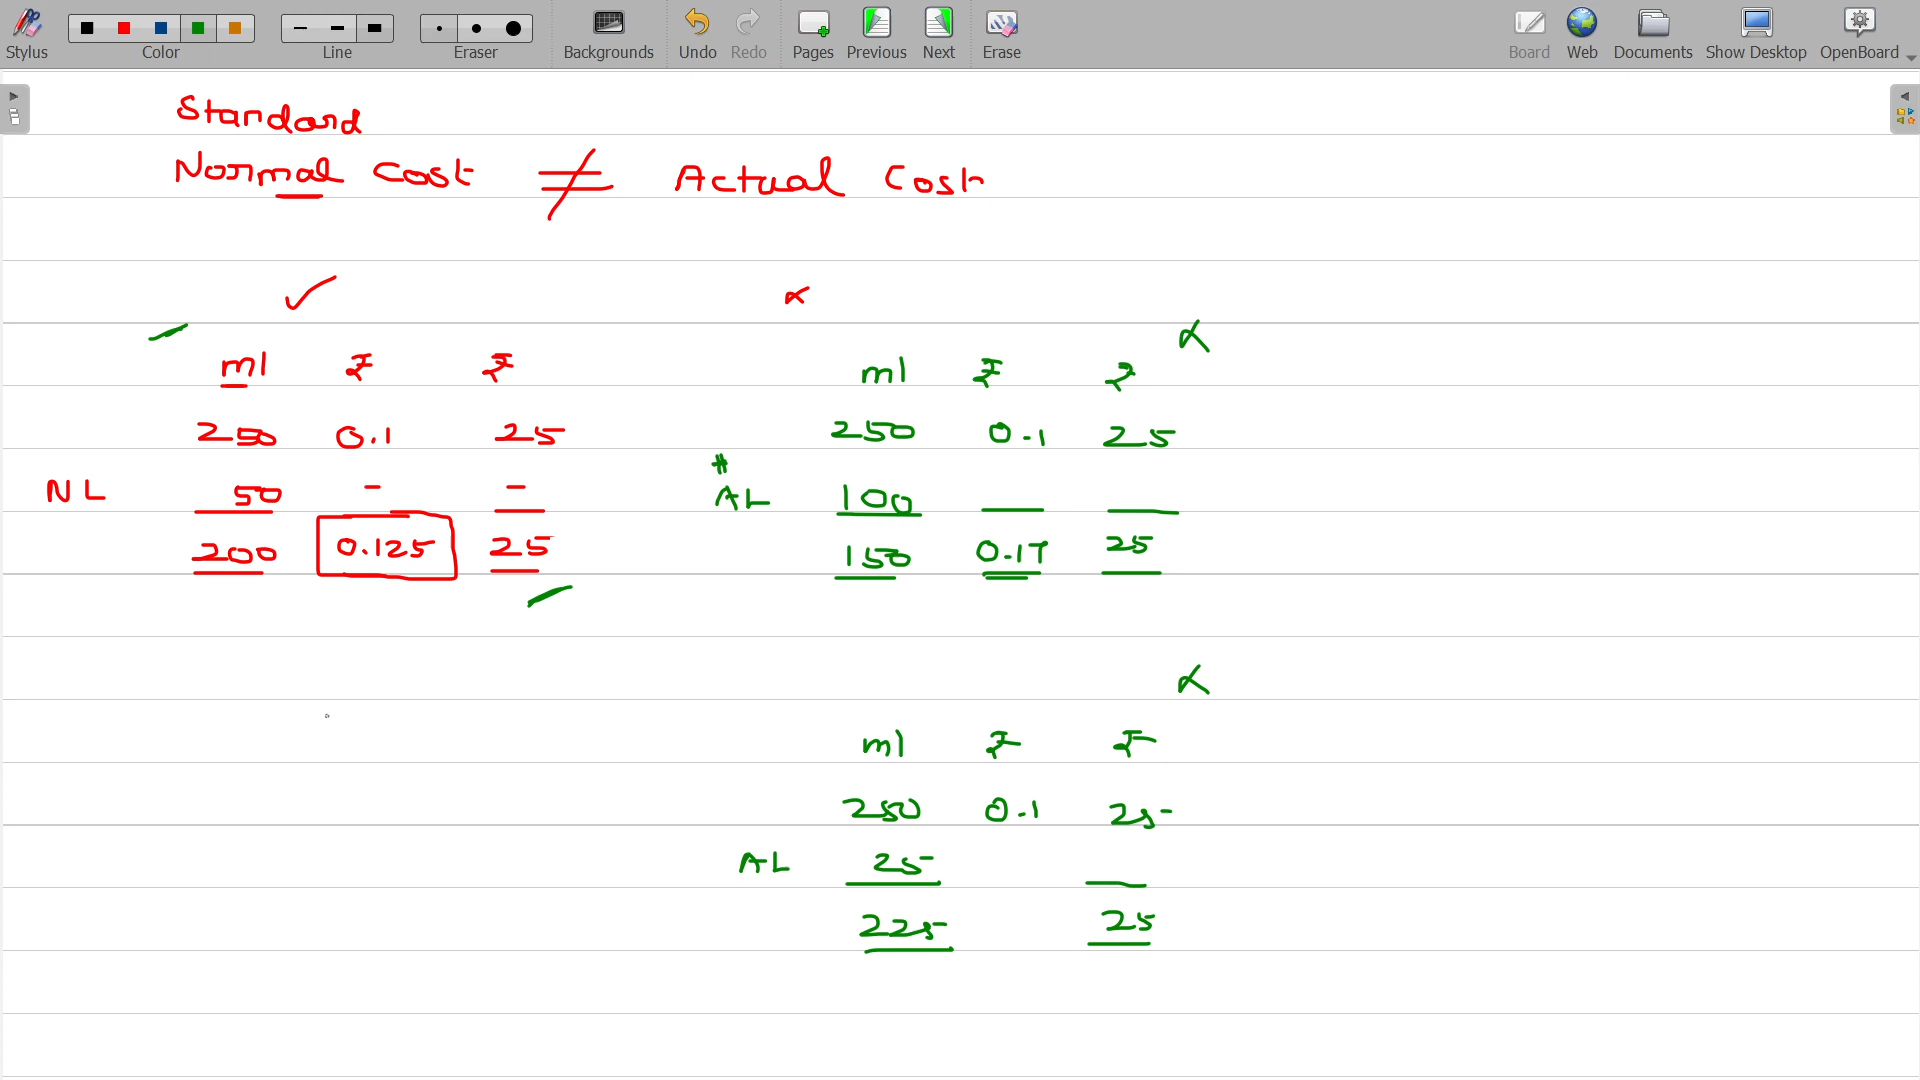 Stylus Color Line Eraser Backgrounds Undo Redo Pages Previous Next Erase Board Web Documents Show Desktop OpenBoard
Standard
Normal Cost ≠ Actual Cost
ml ₹ ₹
250 0.1 25
NL 50 - -
200 0.125 25
ml ₹ ₹
250 0.1 25
#
AL 100
150 0.17 25
ml ₹ ₹
250 0.1 25
AL 25
225 25